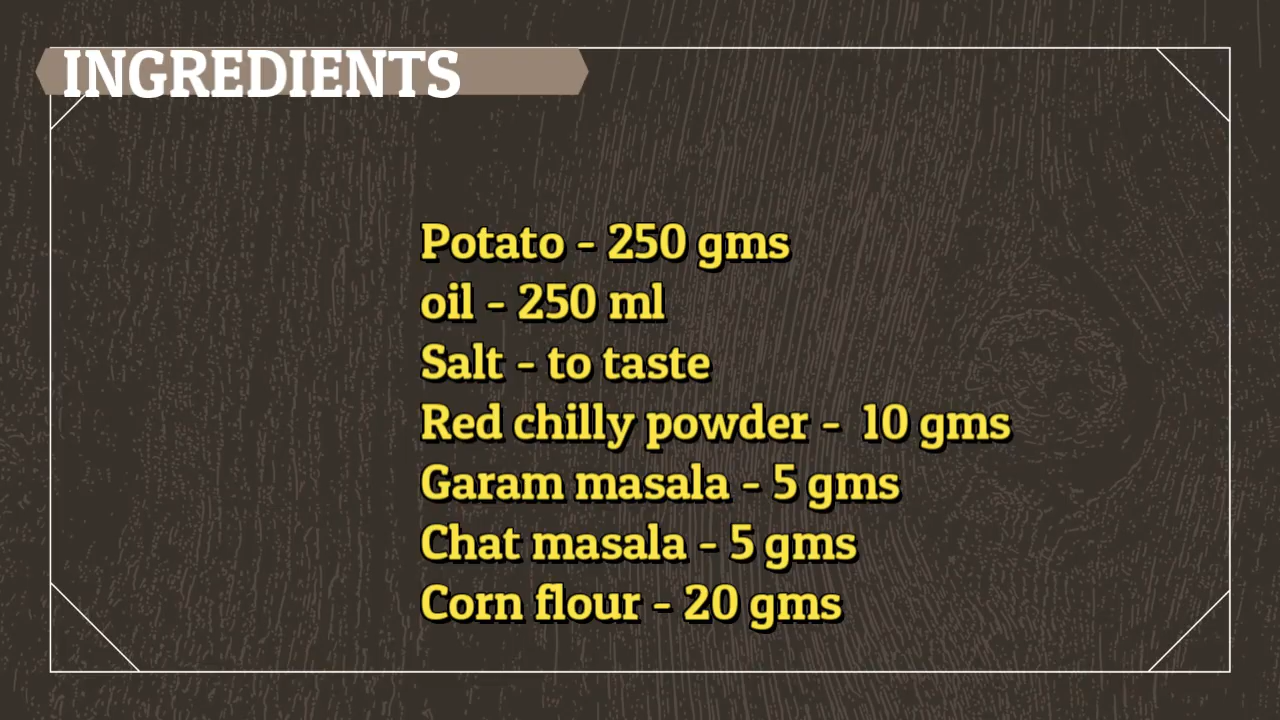 INGREDIENTS
Potato - 250 gms
oil - 250 ml
Salt - to taste
Red chilly powder - 10 gms
Garam masala - 5 gms
Chat masala - 5 gms
Corn flour - 20 gms